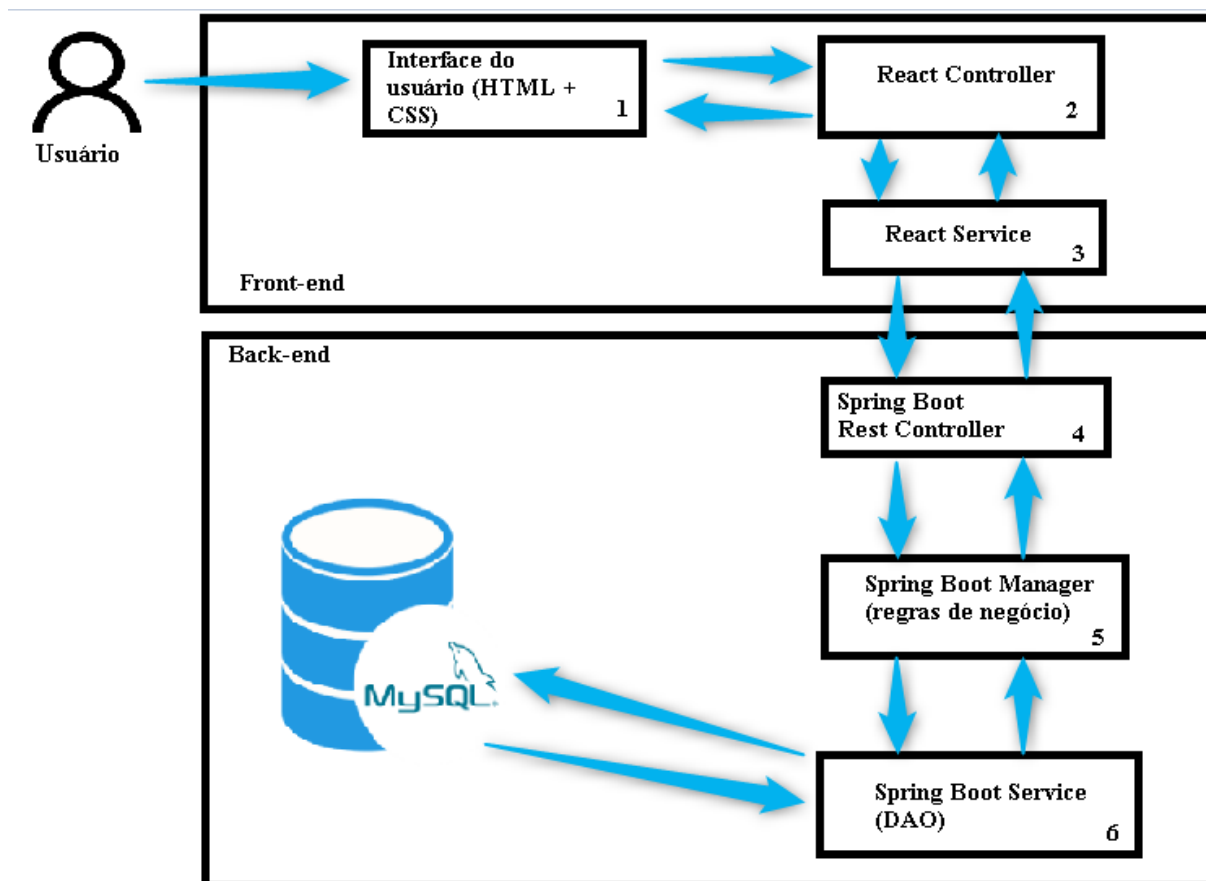 Usuário
Interface do
usuário (HTML +
CSS)
1
React Controller
2
React Service
3
Front-end
Back-end
Spring Boot
Rest Controller
4
Spring Boot Manager
(regras de negócio)
5
MySQL
Spring Boot Service
(DAO)
6